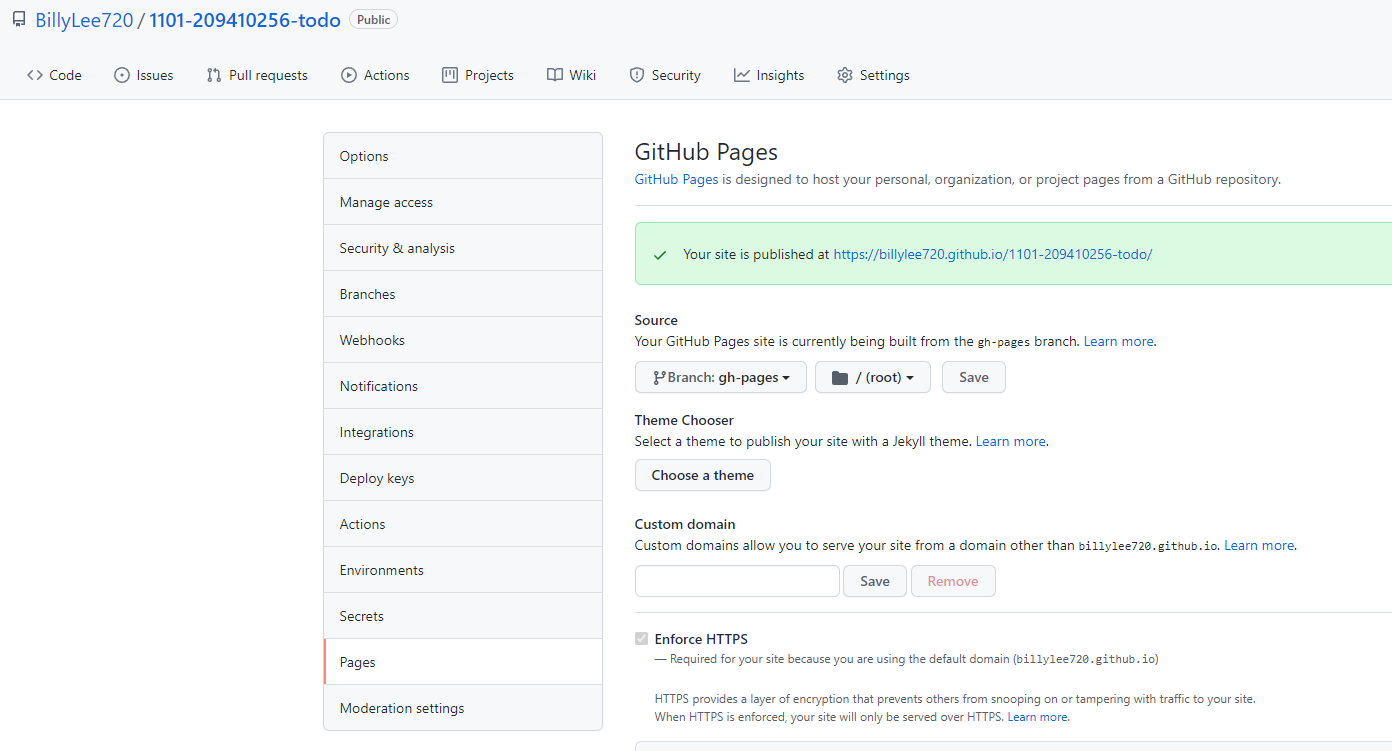 BillyLee720 / 1101-209410256-todo Public
Code Issues Pull requests Actions Projects Wiki Security Insights Settings
Options
Manage access
Security & analysis
Branches
Webhooks
Notifications
Integrations
Deploy keys
Actions
Environments
Secrets
Pages
Moderation settings
GitHub Pages
GitHub Pages is designed to host your personal, organization, or project pages from a GitHub repository.
Your site is published at https://billylee720.github.io/1101-209410256-todo/
Source
Your GitHub Pages site is currently being built from the gh-pages branch. Learn more.
Branch: gh-pages / (root) Save
Theme Chooser
Select a theme to publish your site with a Jekyll theme. Learn more.
Choose a theme
Custom domain
Custom domains allow you to serve your site from a domain other than billylee720.github.io. Learn more.
Save Remove
Enforce HTTPS
— Required for your site because you are using the default domain (billylee720.github.io)
HTTPS provides a layer of encryption that prevents others from snooping on or tampering with traffic to your site.
When HTTPS is enforced, your site will only be served over HTTPS. Learn more.